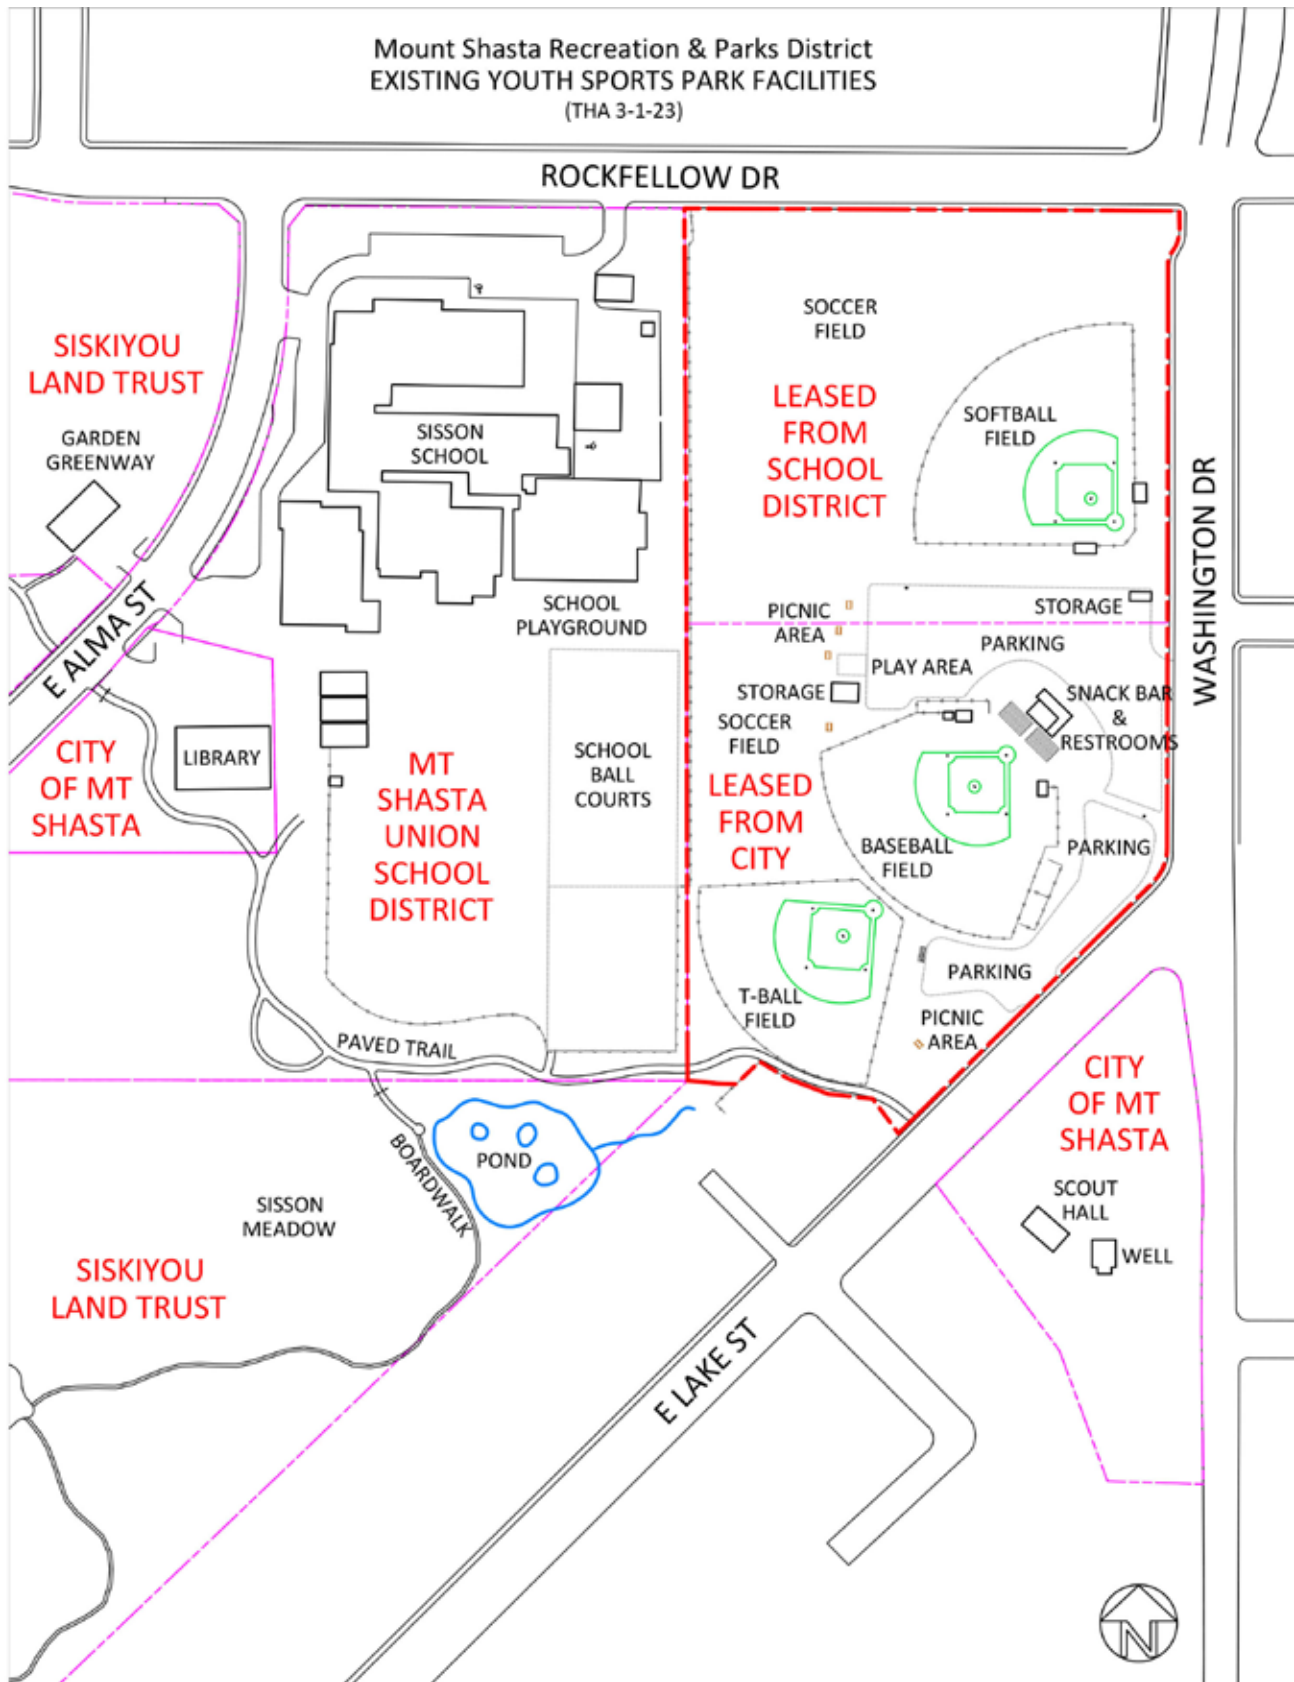 Mount Shasta Recreation & Parks District
EXISTING YOUTH SPORTS PARK FACILITIES
(THA 3-1-23)
ROCKFELLOW DR
SOCCER
FIELD
SISKIYOU
LAND TRUST
LEASED
FROM
SCHOOL
DISTRICT
SOFTBALL
FIELD
GARDEN
GREENWAY
SISSON
SCHOOL
WASHINGTON DR
E ALMA ST
SCHOOL
PLAYGROUND
PICNIC
AREA
STORAGE
PARKING
PLAY AREA
STORAGE
SNACK BAR
&
RESTROOMS
SOCCER
FIELD
CITY
OF MT
SHASTA
LIBRARY
MT
SHASTA
UNION
SCHOOL
DISTRICT
SCHOOL
BALL
COURTS
LEASED
FROM
CITY
BASEBALL
FIELD
PARKING
PARKING
T-BALL
FIELD
PICNIC
AREA
PAVED TRAIL
CITY
OF MT
SHASTA
POND
BOARDWALK
SISSON
MEADOW
SCOUT
HALL
WELL
SISKIYOU
LAND TRUST
E LAKE ST
N